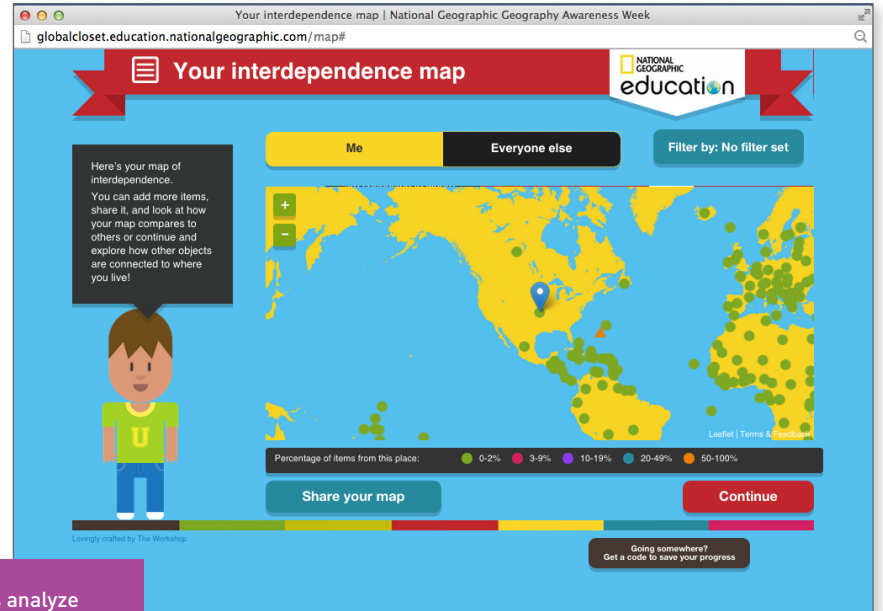 Your interdependence map | National Geographic Geography Awareness Week
globalcloset.education.nationalgeographic.com/map#
Your interdependence map
NATIONAL
GEOGRAPHIC
education
Me
Everyone else
Filter by: No filter set
Here's your map of
interdependence.
You can add more items,
share it, and look at how
your map compares to
others or continue and
explore how other objects
are connected to where
you live!
+
-
U
Leaflet | Terms & Feedback
Percentage of items from this place:
0-2%
3-9%
10-19%
20-49%
50-100%
Share your map
Continue
Lovingly crafted by The Workshop
Going somewhere?
Get a code to save your progress
analyze